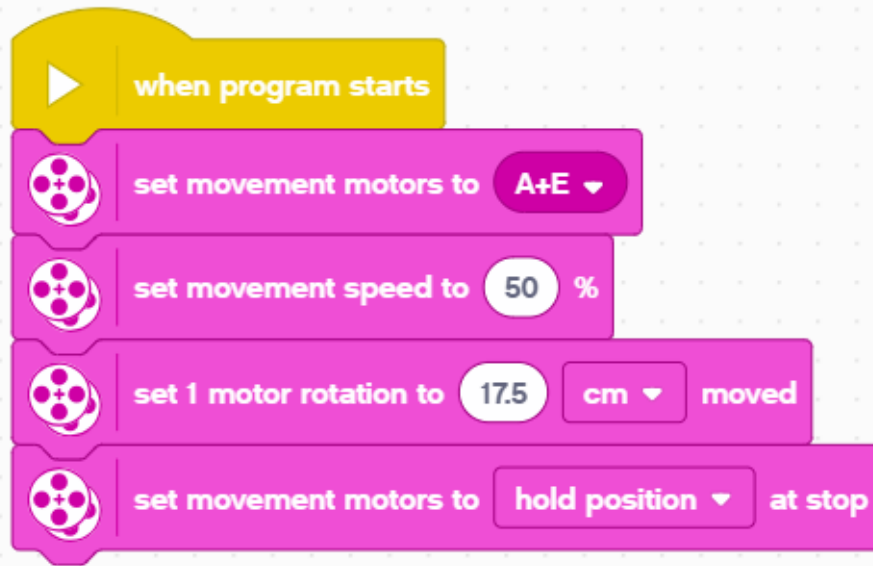 when program starts
set movement motors to A+E
set movement speed to 50 %
set 1 motor rotation to 17.5 cm moved
set movement motors to hold position at stop